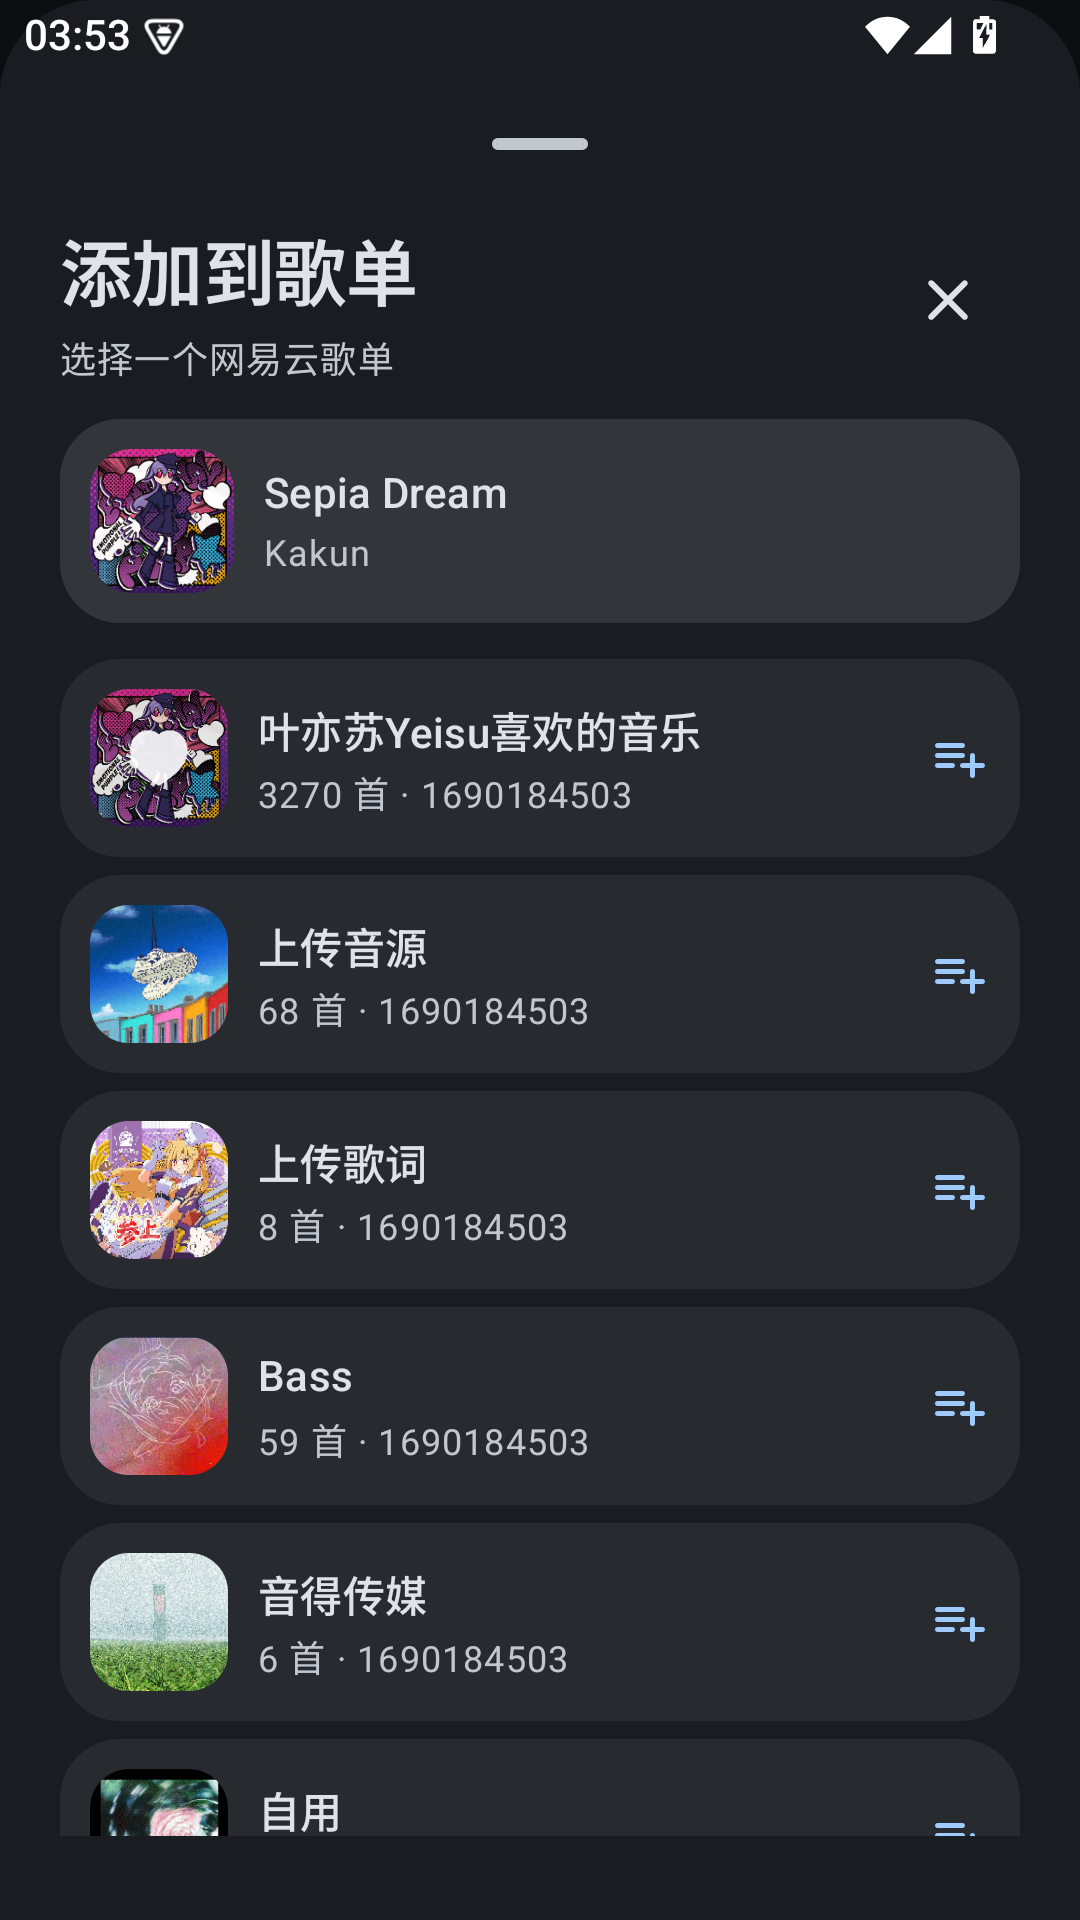 03:53
添加到歌单
选择一个网易云歌单
Sepia Dream
Kakun
叶亦苏Yeisu喜欢的音乐
3270 首 · 1690184503
上传音源
68 首 · 1690184503
上传歌词
8 首 · 1690184503
AAA
参上
Bass
59 首 · 1690184503
音得传媒
6 首 · 1690184503
自用